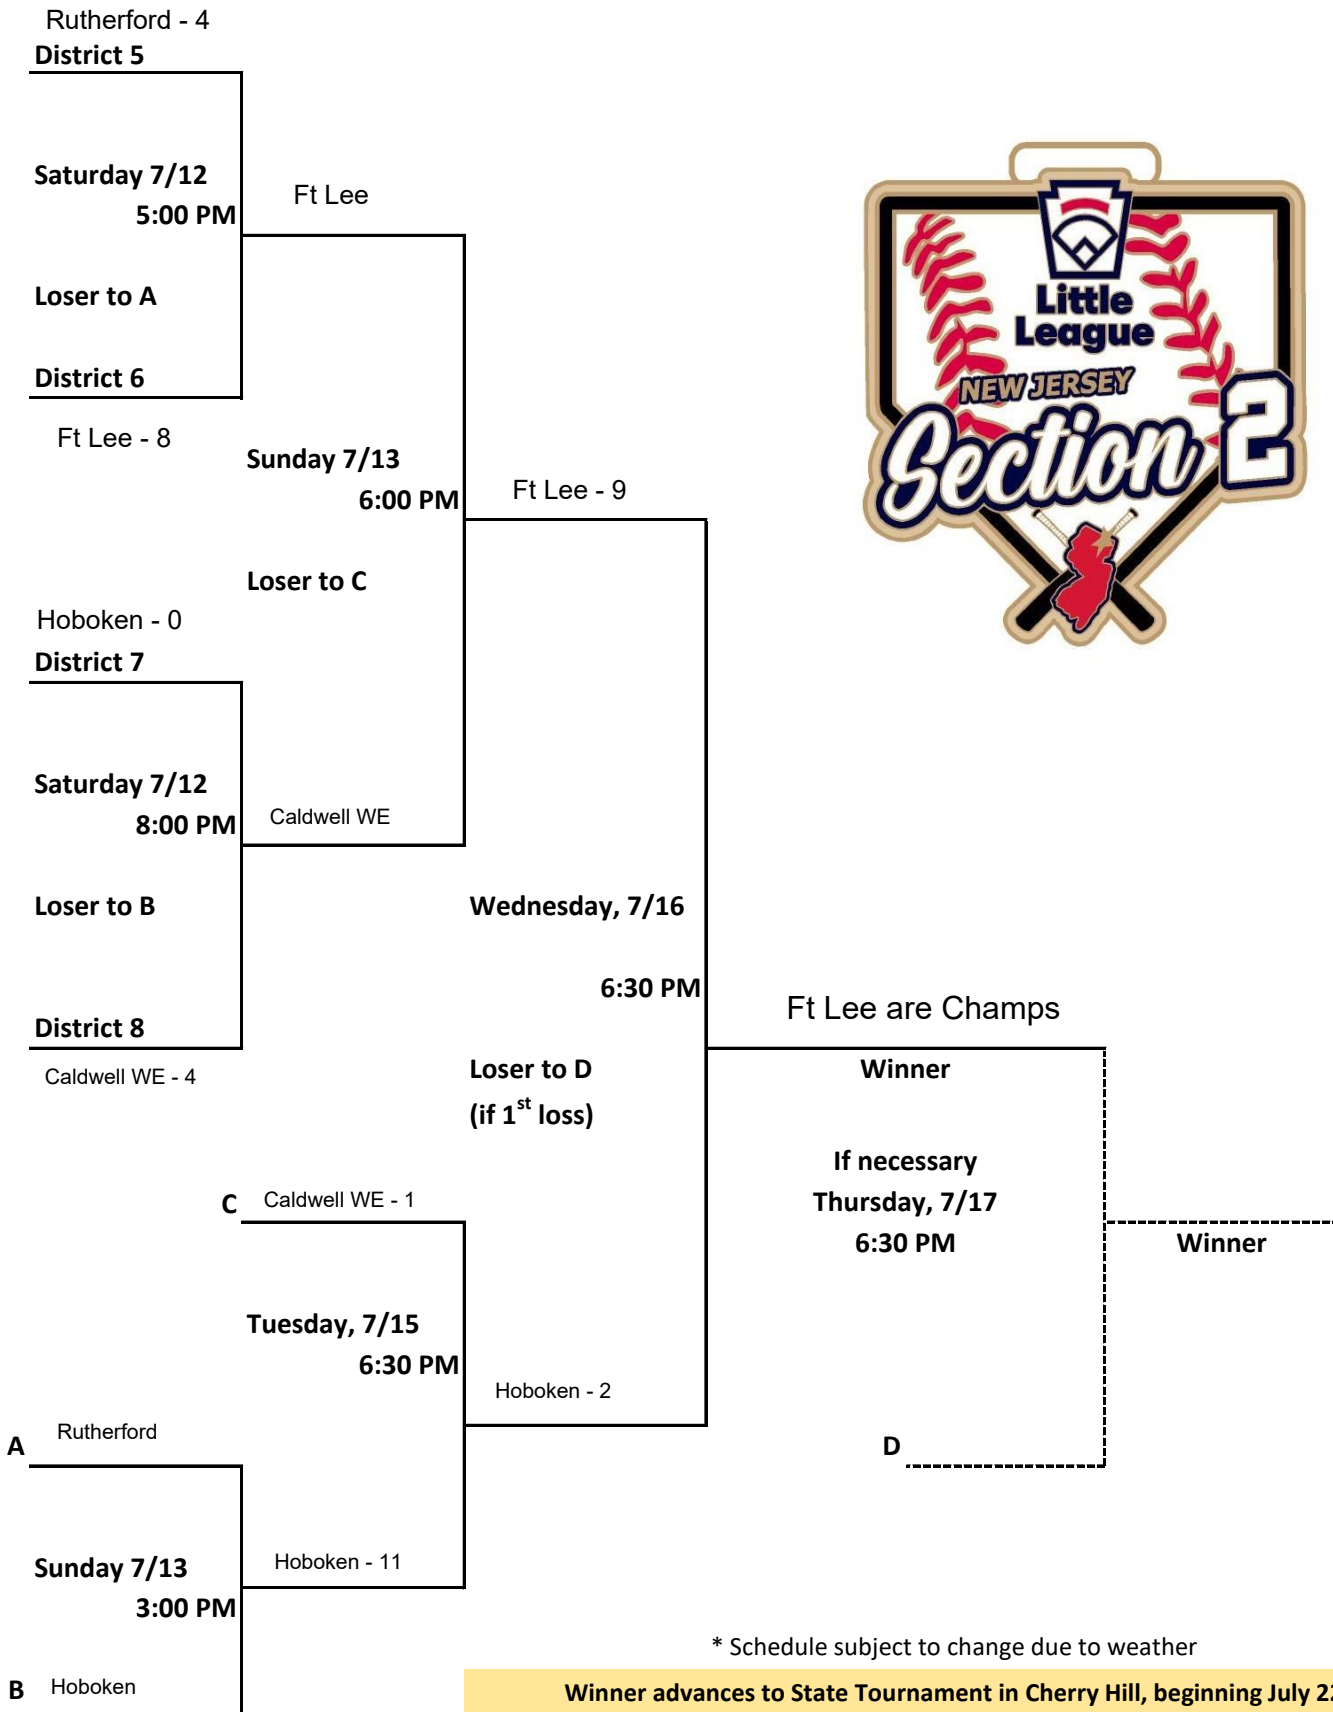 Rutherford - 4
District 5
Saturday 7/12
5:00 PM
Ft Lee
Loser to A
District 6
Ft Lee - 8
Little
League
NEW JERSEY
Section 2
Sunday 7/13
6:00 PM
Ft Lee - 9
Loser to C
Hoboken - 0
District 7
Saturday 7/12
8:00 PM
Caldwell WE
Loser to B
Wednesday, 7/16
6:30 PM
District 8
Caldwell WE - 4
Ft Lee are Champs
Winner
Loser to D
(if 1st loss)
If necessary
Thursday, 7/17
6:30 PM
Winner
C Caldwell WE - 1
Tuesday, 7/15
6:30 PM
Hoboken - 2
A Rutherford
D
Sunday 7/13
3:00 PM
Hoboken - 11
B Hoboken
* Schedule subject to change due to weather
Winner advances to State Tournament in Cherry Hill, beginning July 22